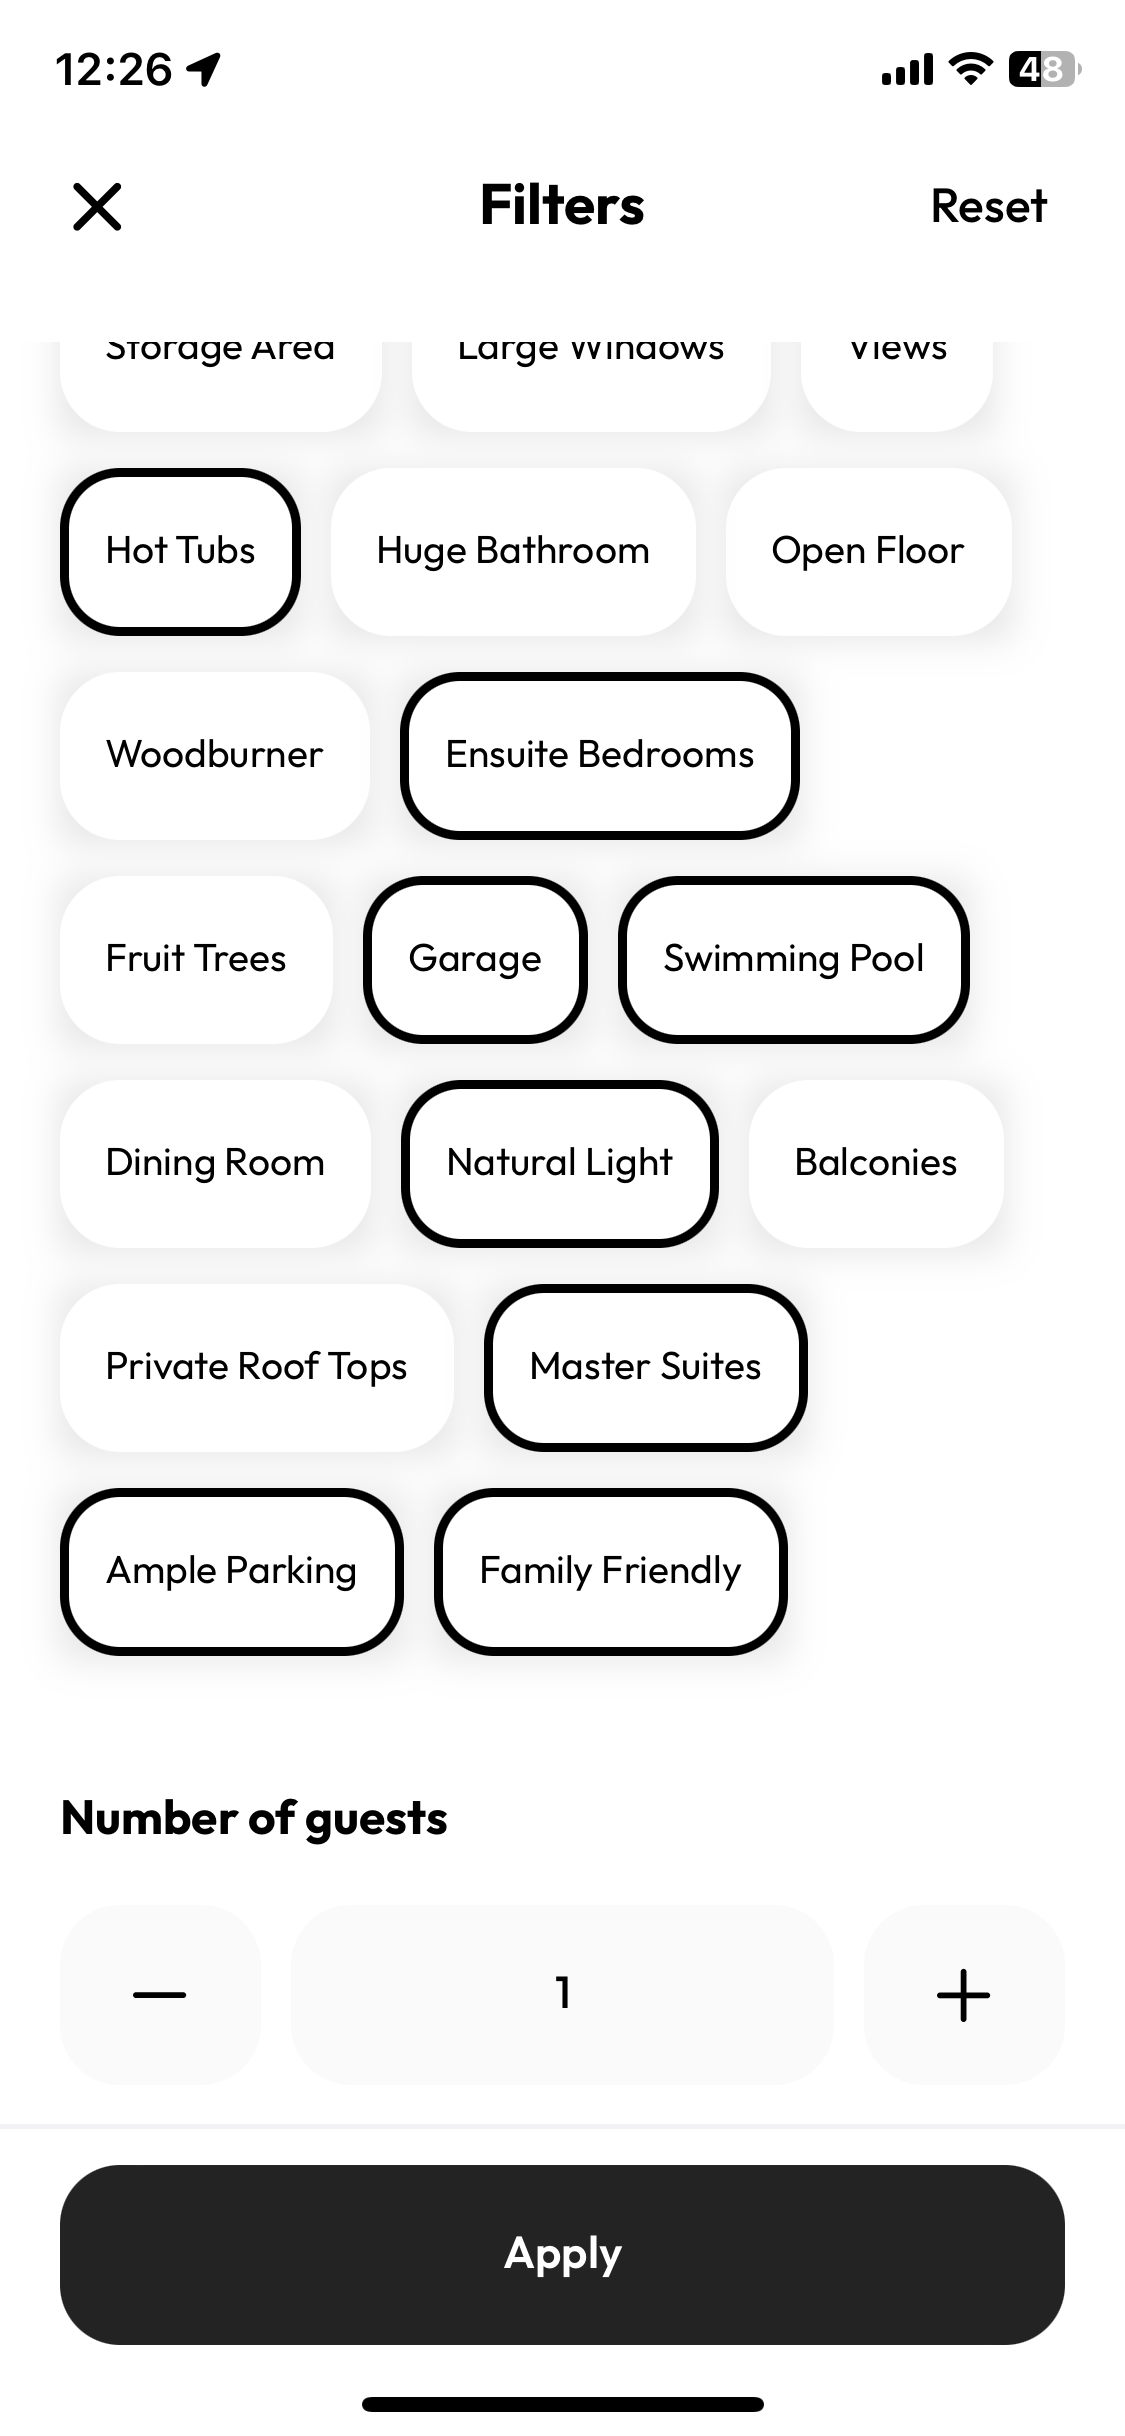 12:26
48
Filters
Reset
Storage Area
Large Windows
Views
Hot Tubs
Huge Bathroom
Open Floor
Woodburner
Ensuite Bedrooms
Fruit Trees
Garage
Swimming Pool
Dining Room
Natural Light
Balconies
Private Roof Tops
Master Suites
Ample Parking
Family Friendly
Number of guests
1
Apply